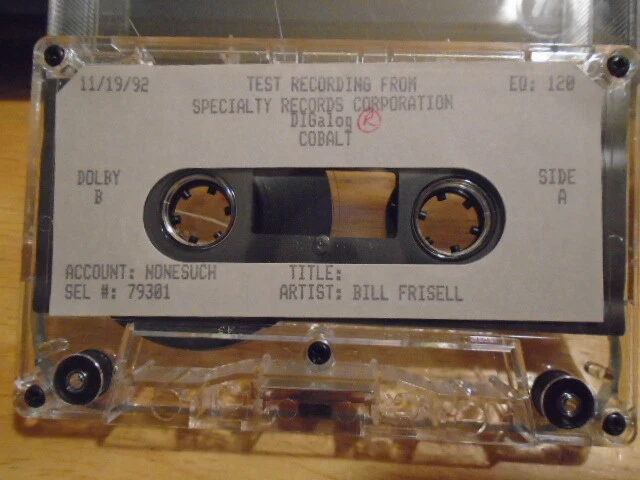 11/19/92 TEST RECORDING FROM EQ: 120
SPECIALTY RECORDS CORPORATION
DIGalog ®
COBALT
DOLBY B
SIDE A
ACCOUNT: NONESUCH TITLE:
SEL #: 79301 ARTIST: BILL FRISELL